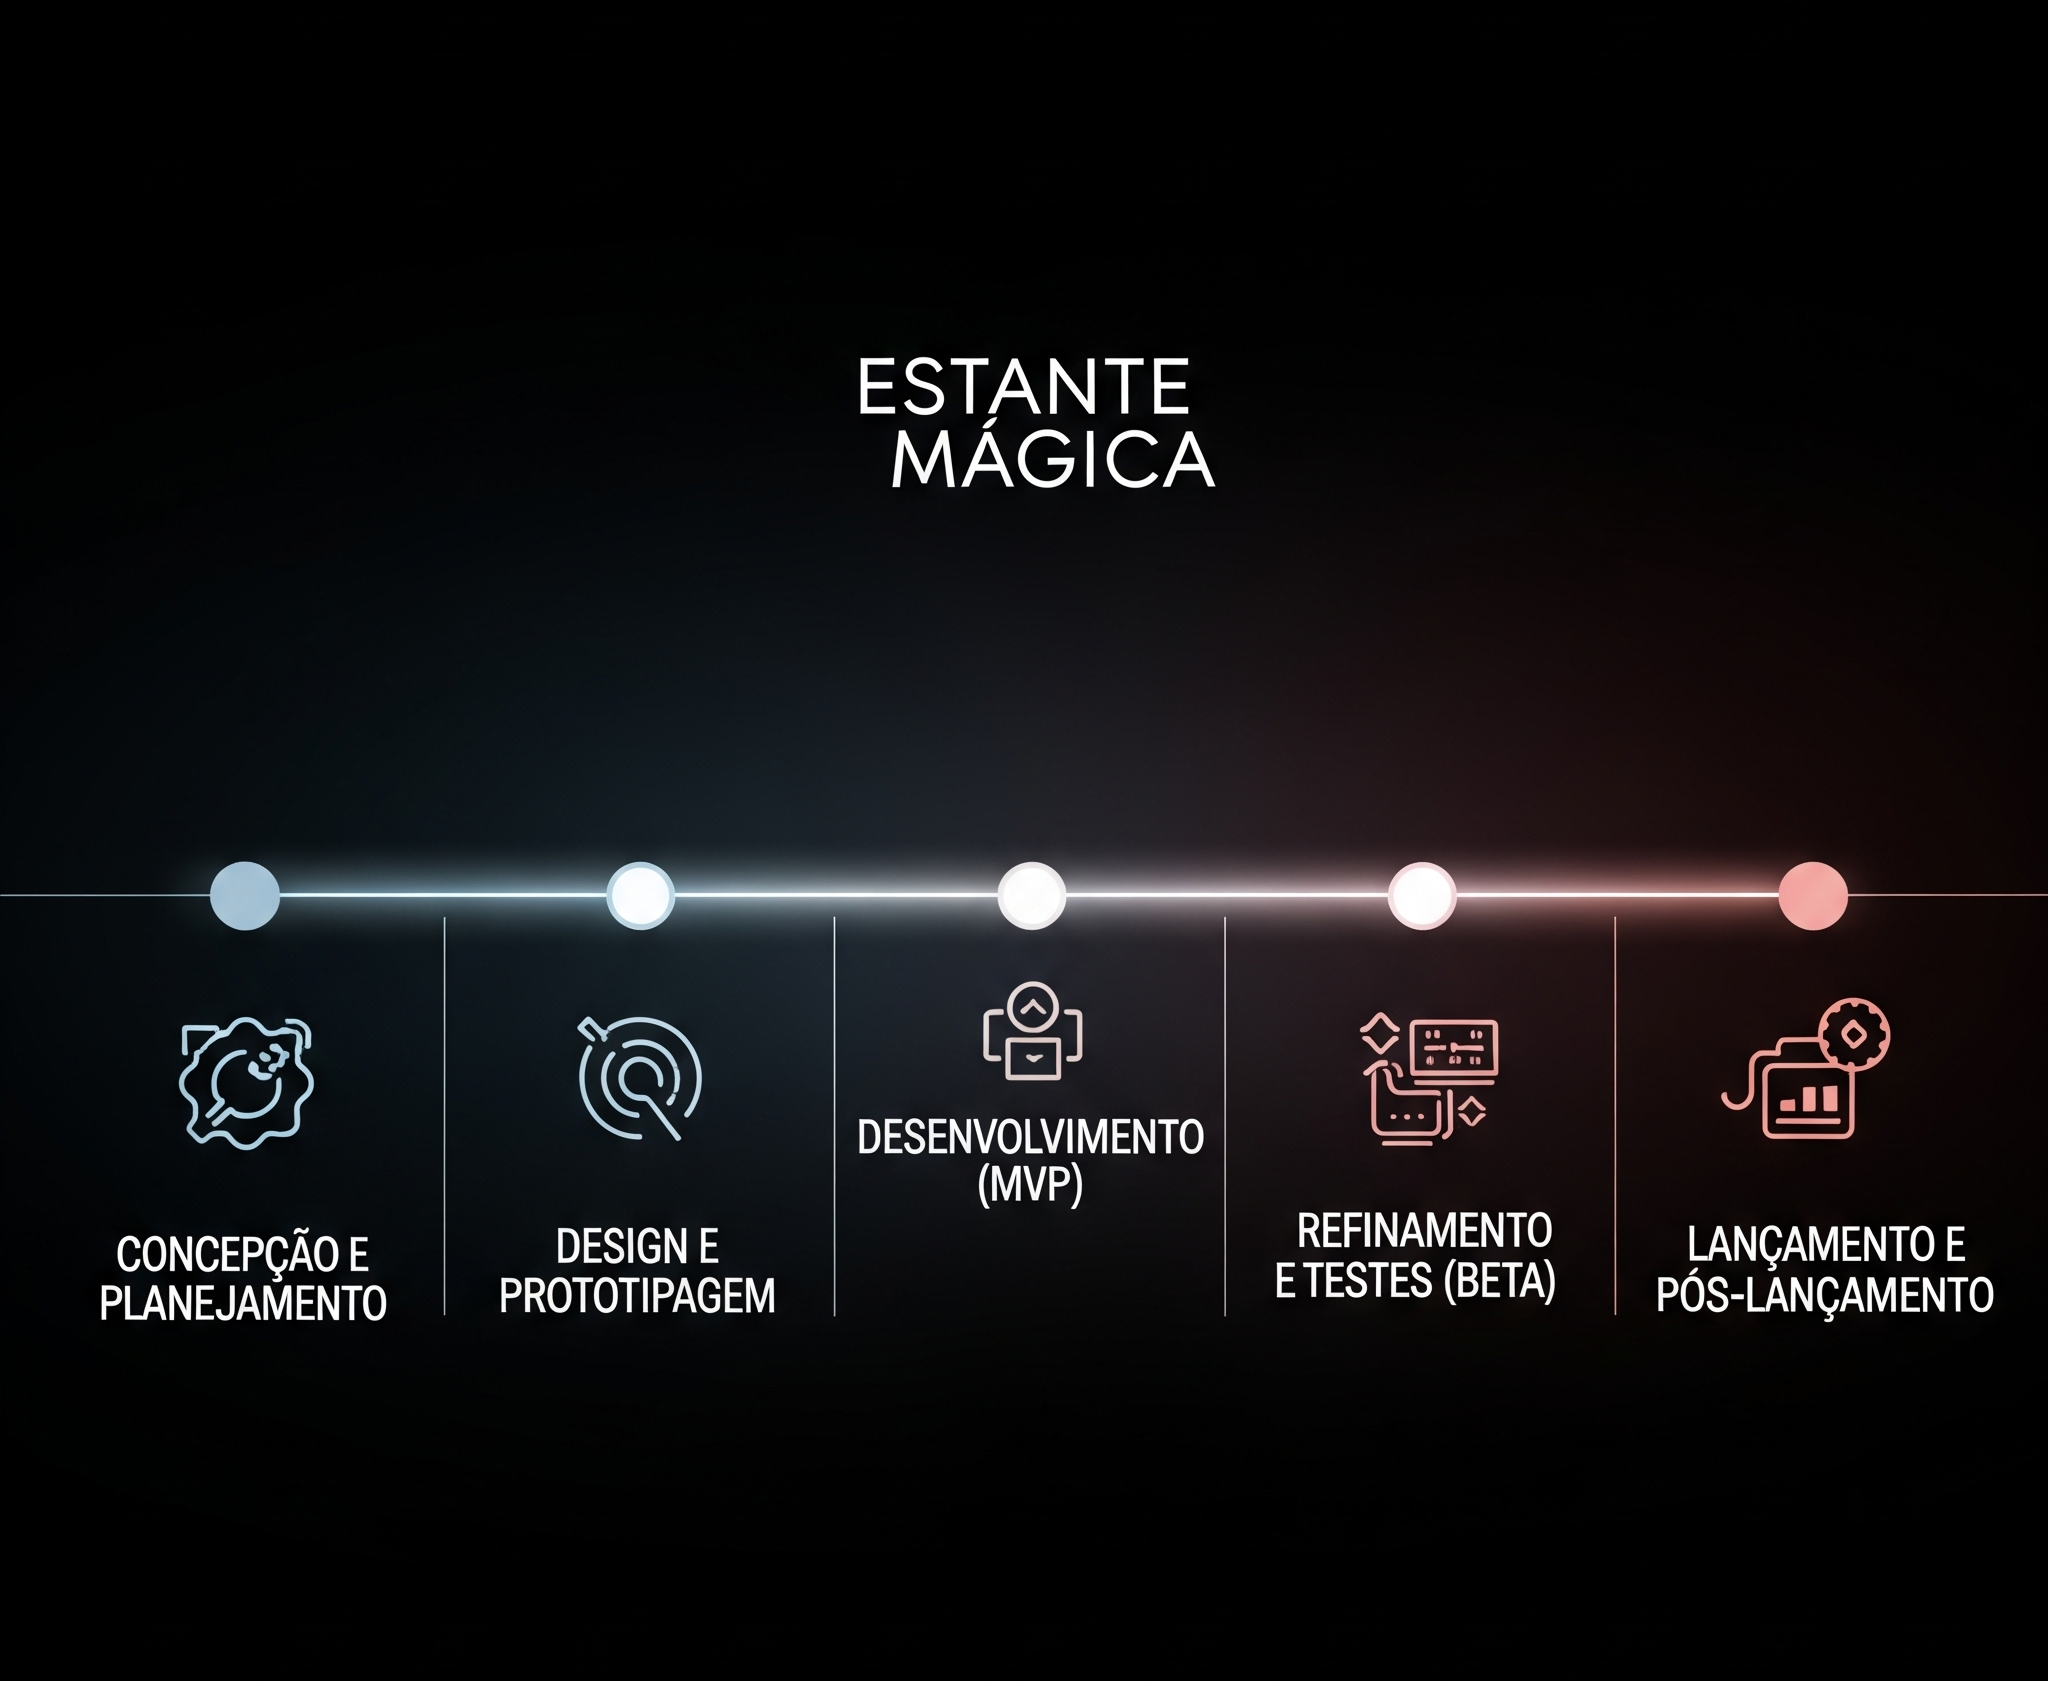 ESTANTE
MÁGICA
CONCEPÇÃO E
PLANEJAMENTO
DESIGN E
PROTOTIPAGEM
DESENVOLVIMENTO
(MVP)
REFINAMENTO
E TESTES (BETA)
LANÇAMENTO E
PÓS-LANÇAMENTO